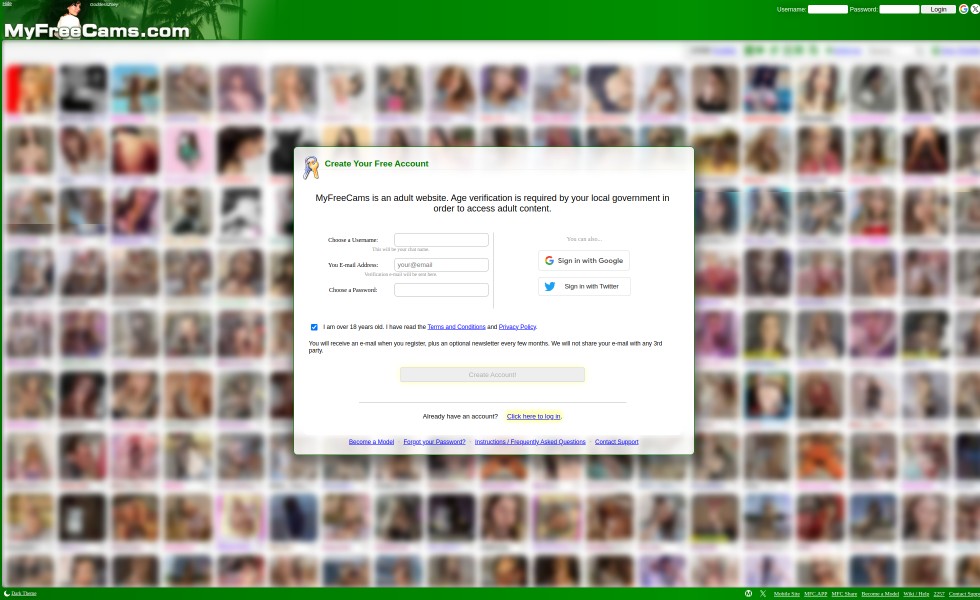 Username: Password: Login
MyFreeCams.com
Create Your Free Account
MyFreeCams is an adult website. Age verification is required by your local government in
order to access adult content.
Choose a Username:
This will be your chat name.
You E-mail Address: your@email
Verification e-mail will be sent here.
Choose a Password:
You can also...
Sign in with Google
Sign in with Twitter
I am over 18 years old. I have read the Terms and Conditions and Privacy Policy.
You will receive an e-mail when you register, plus an optional newsletter every few months. We will not share your e-mail with any 3rd
party.
Create Account!
Already have an account? Click here to log in.
Become a Model - Forgot your Password? - Instructions / Frequently Asked Questions - Contact Support
Dark Theme
Mobile Site MFC.APP MFC Share Become a Model Wiki / Help 2257 Contact